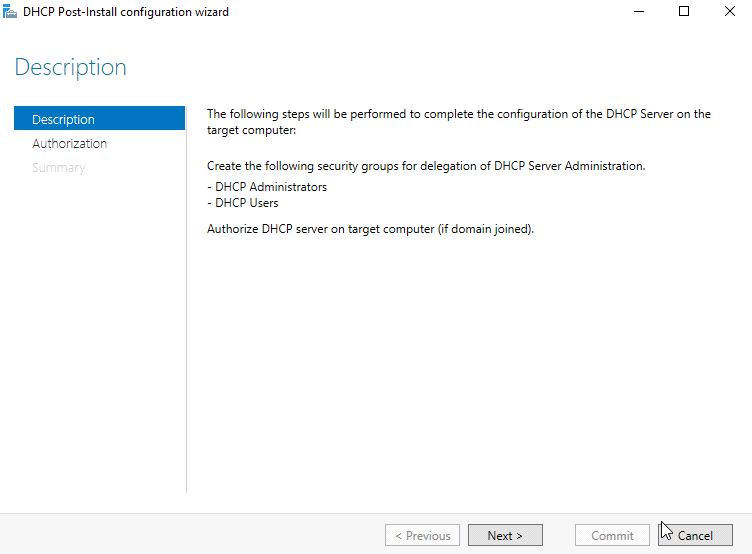 DHCP Post-Install configuration wizard
Description
Description
Authorization
Summary
The following steps will be performed to complete the configuration of the DHCP Server on the
target computer:
Create the following security groups for delegation of DHCP Server Administration.
- DHCP Administrators
- DHCP Users
Authorize DHCP server on target computer (if domain joined).
< Previous
Next >
Commit
Cancel